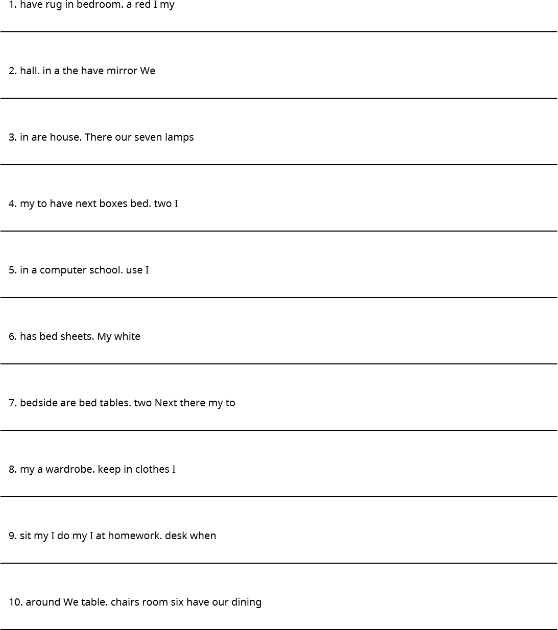 1. have rug in bedroom. a red I my
2. hall. in a the have mirror We
3. in are house. There our seven lamps
4. my to have next boxes bed. two I
5. in a computer school. use I
6. has bed sheets. My white
7. bedside are bed tables. two Next there my to
8. my a wardrobe. keep in clothes I
9. sit my I do my I at homework. desk when
10. around We table. chairs room six have our dining